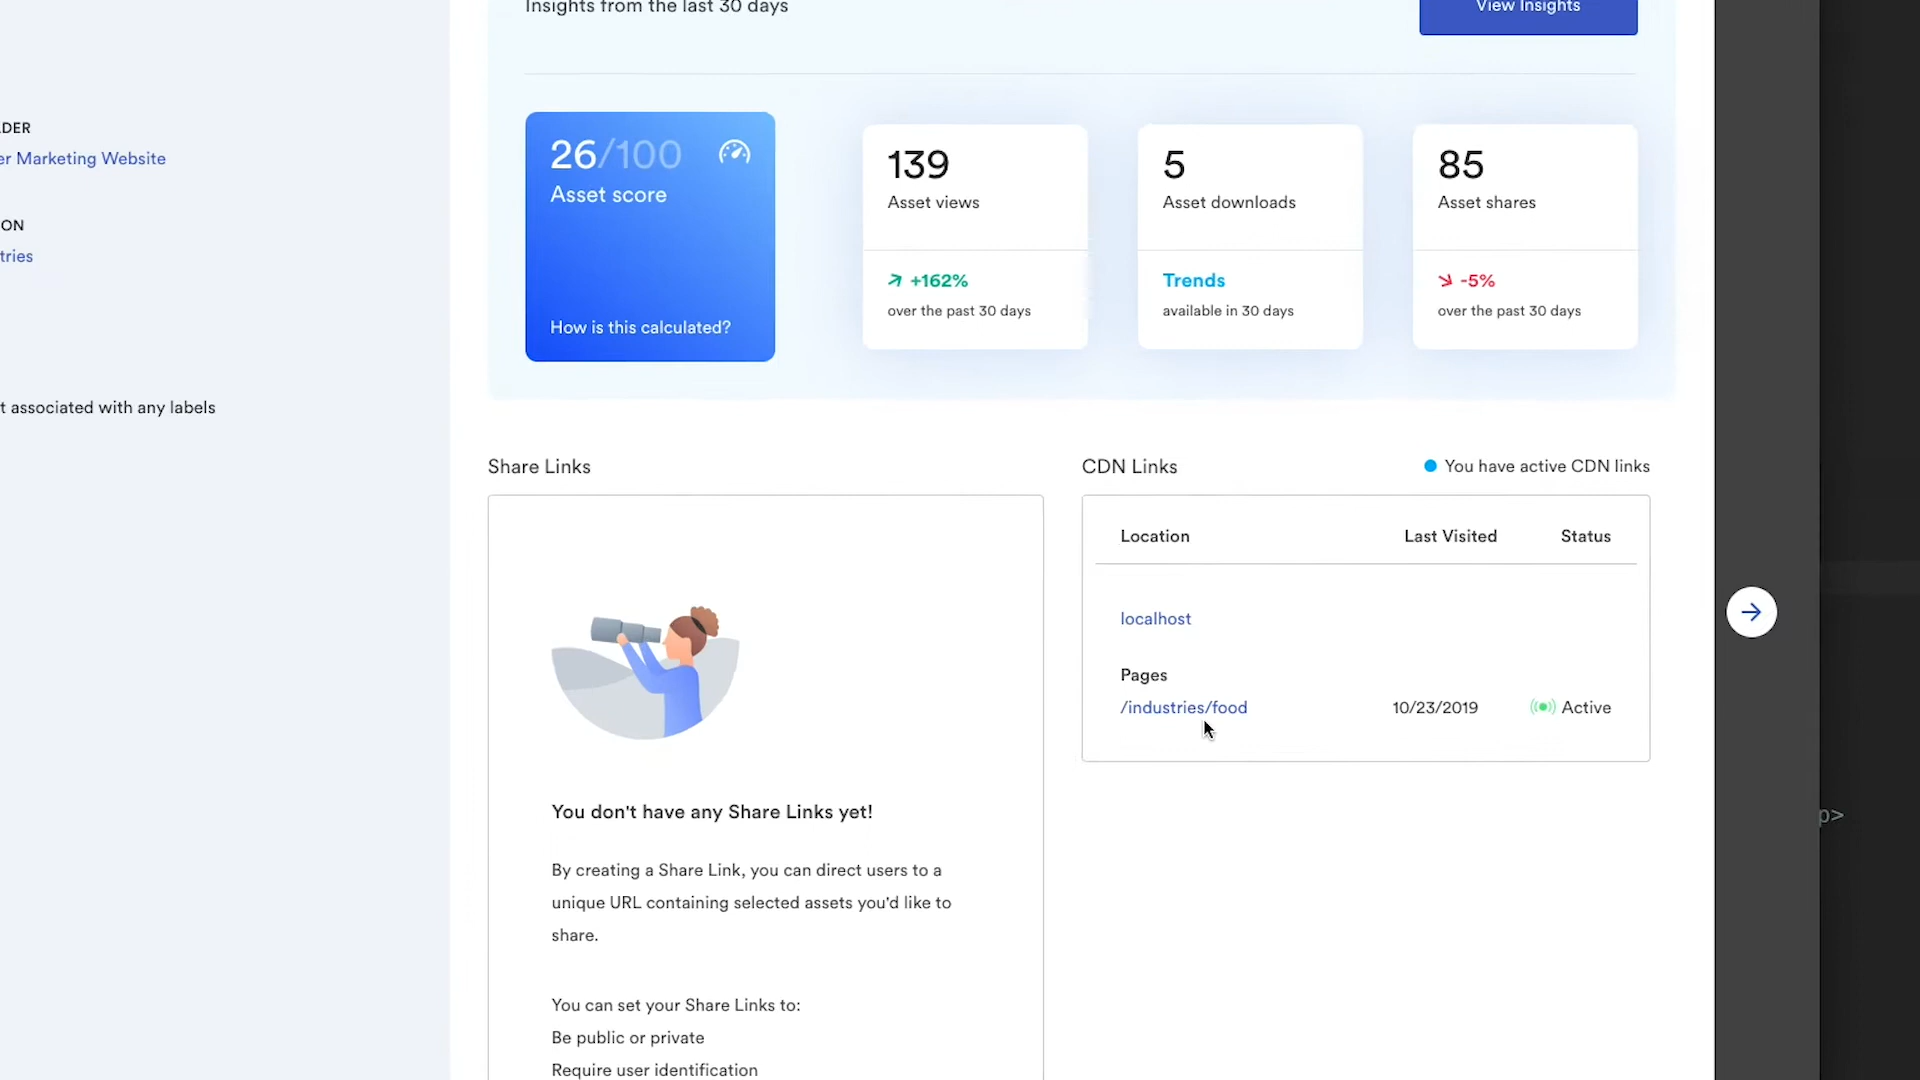 Insights from the last 30 days
View Insights
DER
er Marketing Website
ON
tries
t associated with any labels
26/100
Asset score
How is this calculated?
139
Asset views
+162%
over the past 30 days
5
Asset downloads
Trends
available in 30 days
85
Asset shares
-5%
over the past 30 days
Share Links
You don't have any Share Links yet!
By creating a Share Link, you can direct users to a
unique URL containing selected assets you'd like to
share.
You can set your Share Links to:
Be public or private
Require user identification
CDN Links
You have active CDN links
Location Last Visited Status
localhost
Pages
/industries/food 10/23/2019 Active
p>